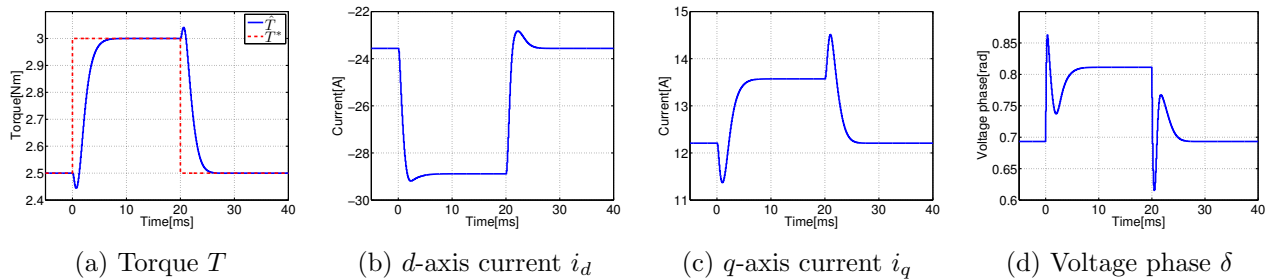 3
2.9
2.8
2.7
2.6
2.5
2.4
Torque[Nm]
0 10 20 30 40
Time[ms]
T̂
T*
(a) Torque T
−22
−24
−26
−28
−30
Current[A]
0 10 20 30 40
Time[ms]
(b) d-axis current i_d
15
14
13
12
11
Current[A]
0 10 20 30 40
Time[ms]
(c) q-axis current i_q
0.85
0.8
0.75
0.7
0.65
0.6
Voltage phase[rad]
0 10 20 30 40
Time[ms]
(d) Voltage phase δ